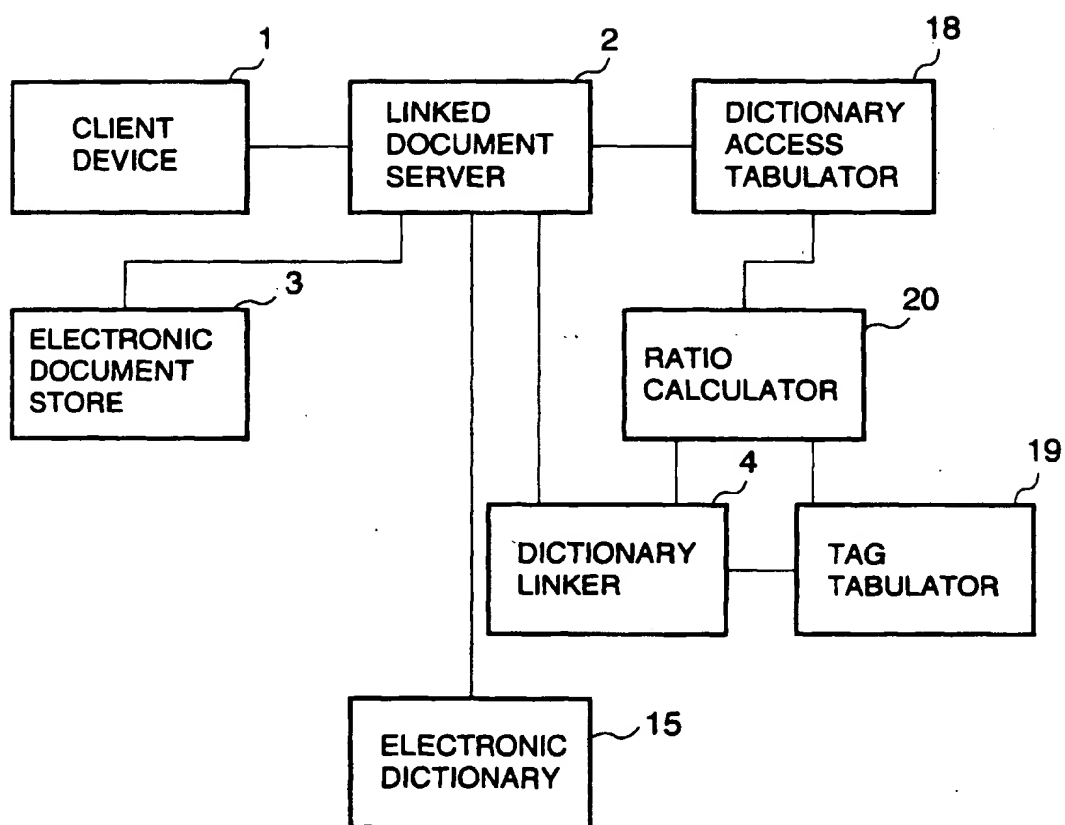 1
2
18
CLIENT
DEVICE
LINKED
DOCUMENT
SERVER
DICTIONARY
ACCESS
TABULATOR
3
20
ELECTRONIC
DOCUMENT
STORE
RATIO
CALCULATOR
4
19
DICTIONARY
LINKER
TAG
TABULATOR
15
ELECTRONIC
DICTIONARY